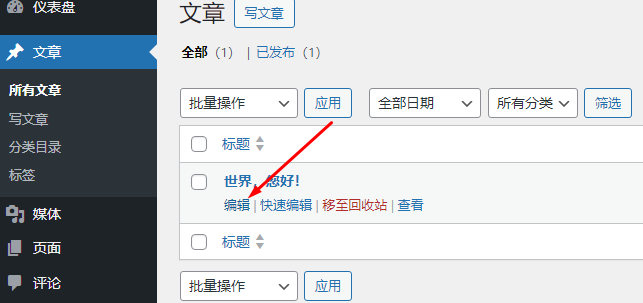 仪表盘
文章
所有文章
写文章
分类目录
标签
媒体
页面
评论
文章 写文章
全部 (1) | 已发布 (1)
批量操作 应用 全部日期 所有分类 筛选
标题
世界，您好！
编辑 | 快速编辑 | 移至回收站 | 查看
标题
批量操作 应用